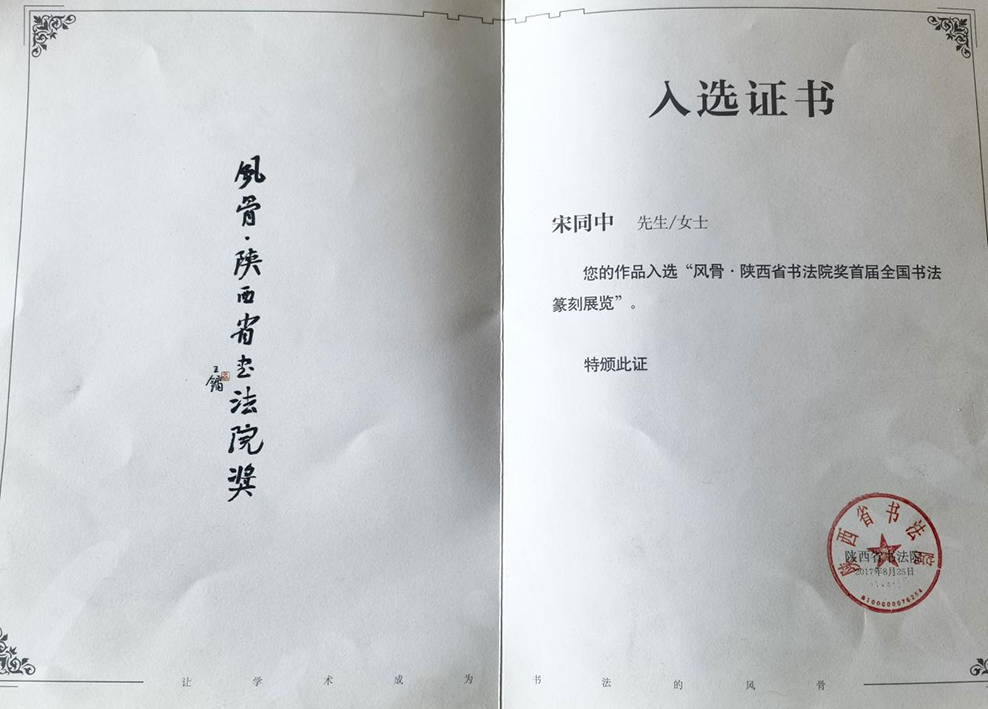 风骨·陕西省书法院奖
王镛
入选证书
宋同中 先生/女士
您的作品入选“风骨·陕西省书法院奖首届全国书法
篆刻展览”。
特颁此证
陕西省书法院
陕西省书法院
2017年8月25日
让学术成为书法的风骨